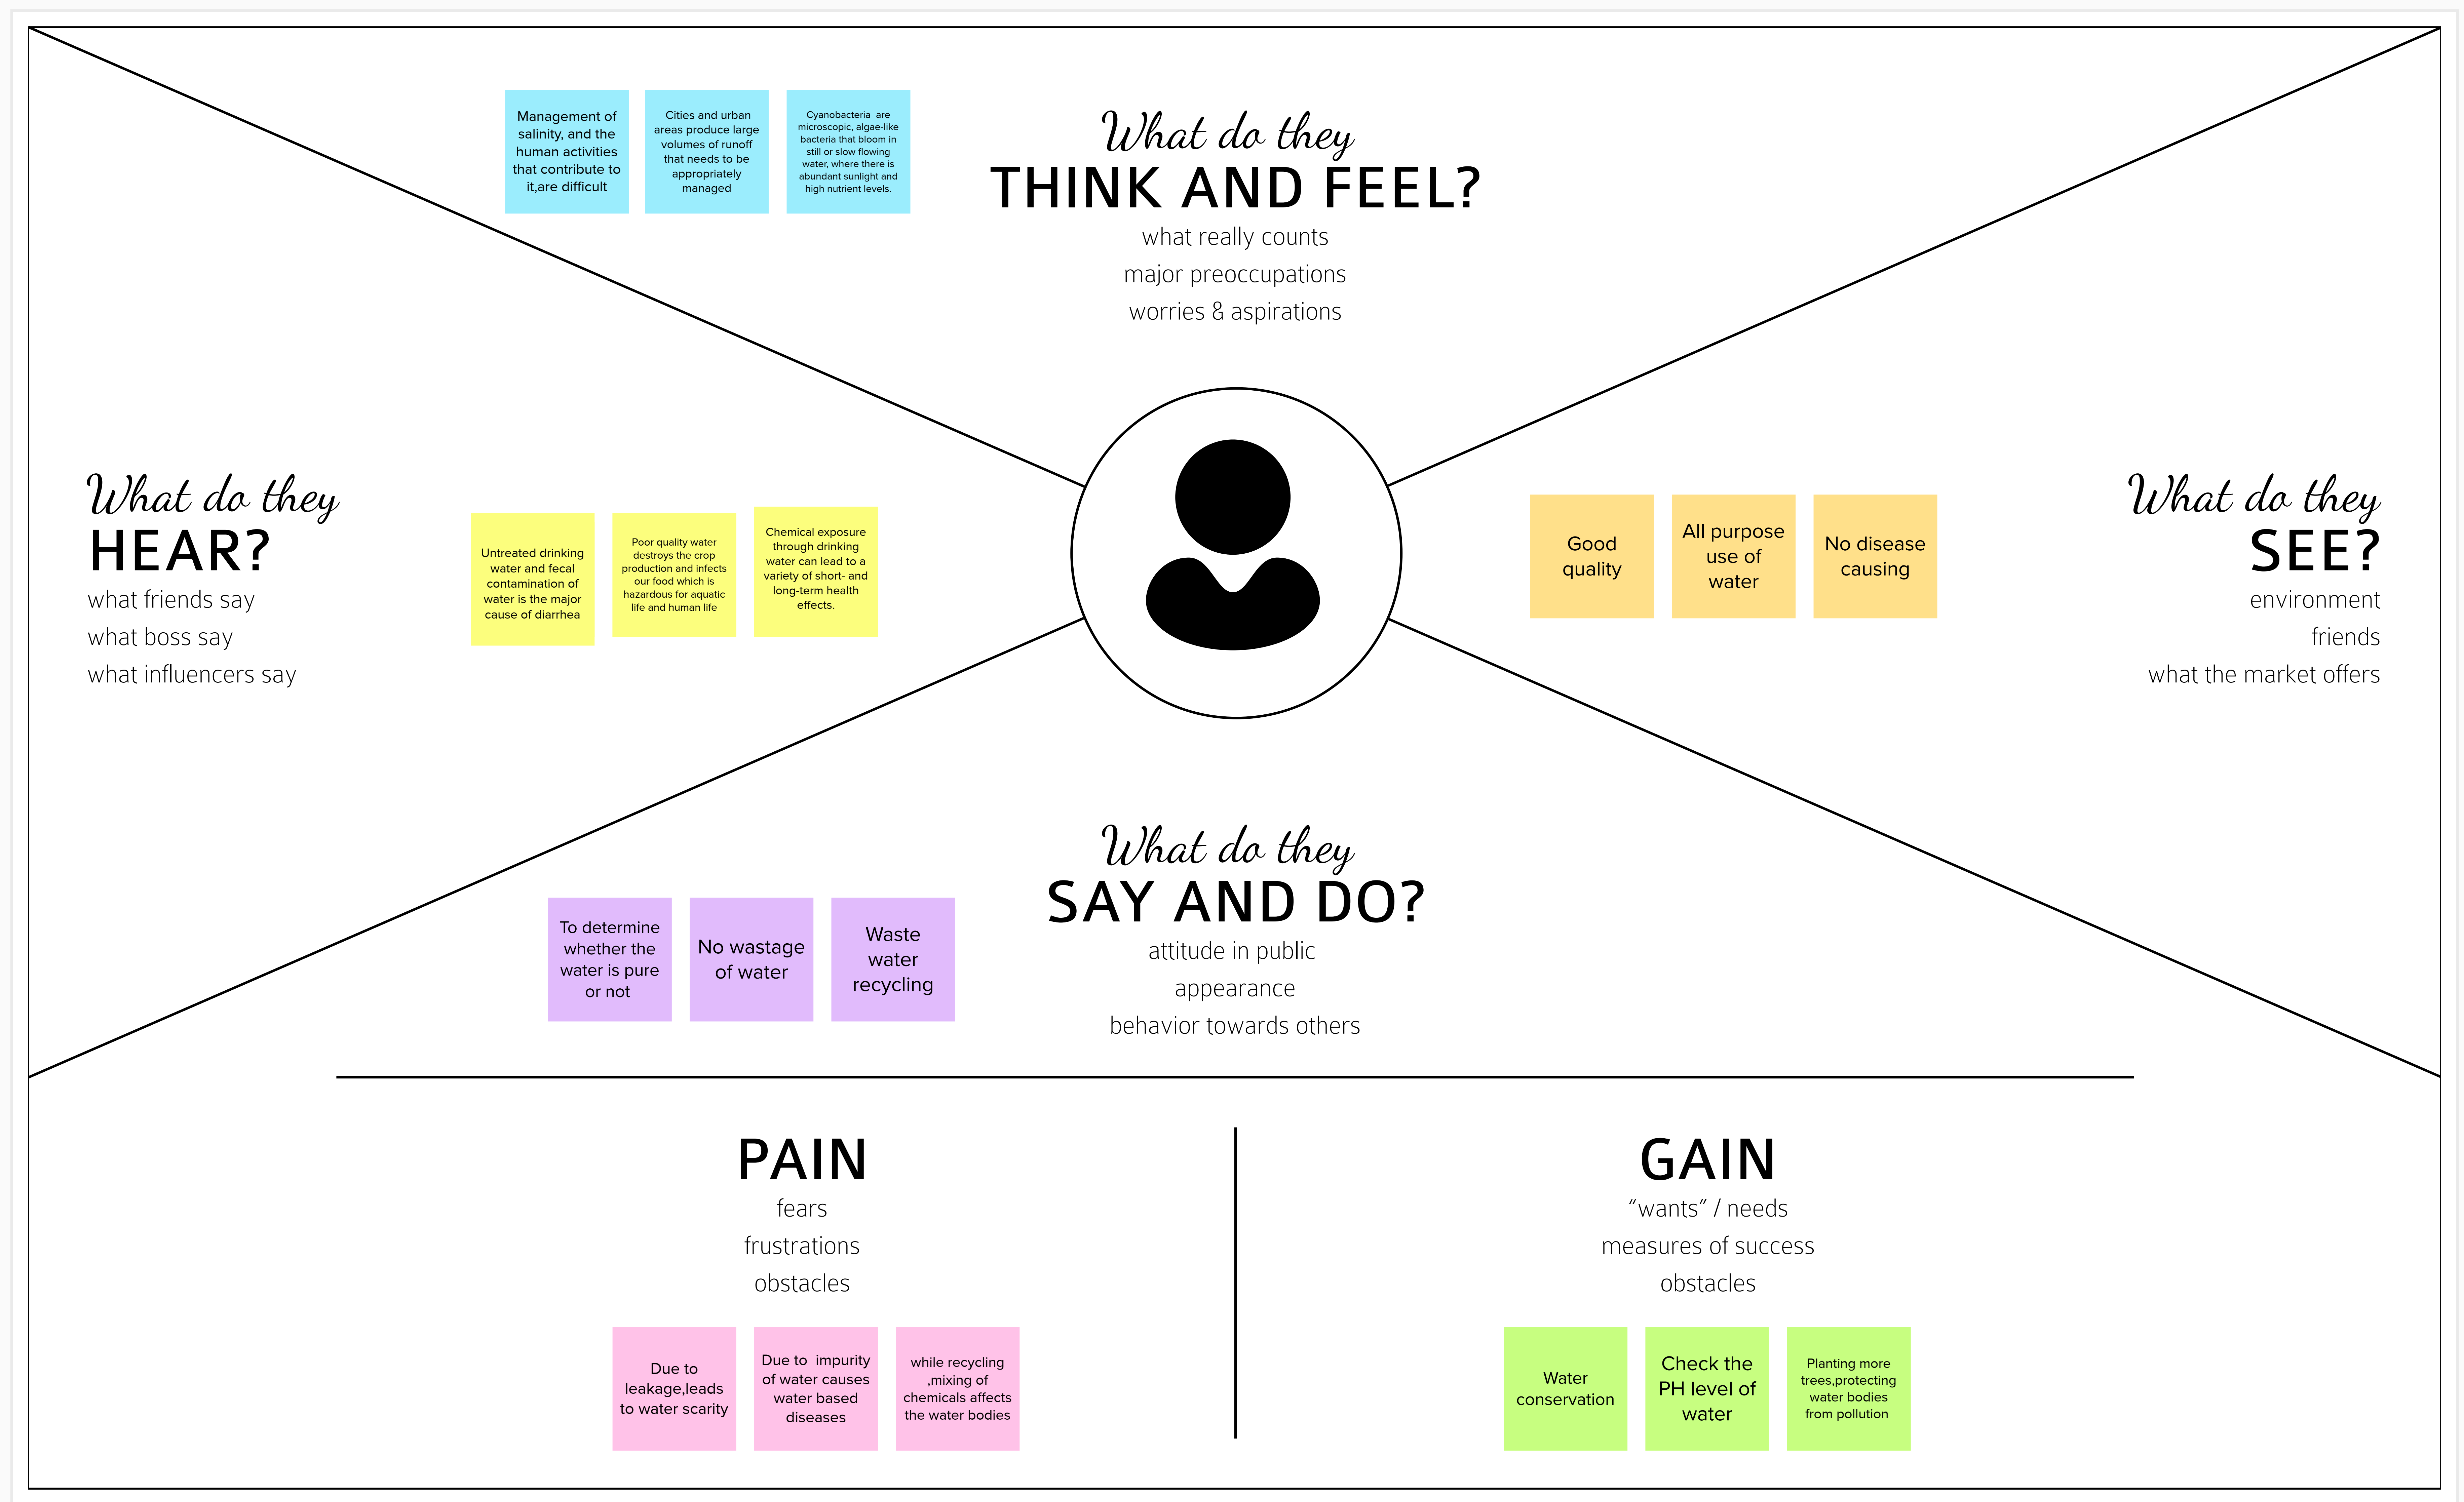 Management of
salinity, and the
human activities
that contribute to
it,are difficult
Cities and urban
areas produce large
volumes of runoff
that needs to be
appropriately
managed
Cyanobacteria  are
microscopic, algae-like
bacteria that bloom in
still or slow flowing
water, where there is
abundant sunlight and
high nutrient levels.
What do they
THINK AND FEEL?
what really counts
major preoccupations
worries & aspirations
What do they
HEAR?
what friends say
what boss say
what influencers say
Untreated drinking
water and fecal
contamination of
water is the major
cause of diarrhea
Poor quality water
destroys the crop
production and infects
our food which is
hazardous for aquatic
life and human life
Chemical exposure
through drinking
water can lead to a
variety of short- and
long-term health
effects.
Good
quality
All purpose
use of
water
No disease
causing
What do they
SEE?
environment
friends
what the market offers
What do they
SAY AND DO?
attitude in public
appearance
behavior towards others
To determine
whether the
water is pure
or not
No wastage
of water
Waste
water
recycling
PAIN
fears
frustrations
obstacles
Due to
leakage,leads
to water scarity
Due to  impurity
of water causes
water based
diseases
while recycling
,mixing of
chemicals affects
the water bodies
GAIN
“wants” / needs
measures of success
obstacles
Water
conservation
Check the
PH level of
water
Planting more
trees,protecting
water bodies
from pollution